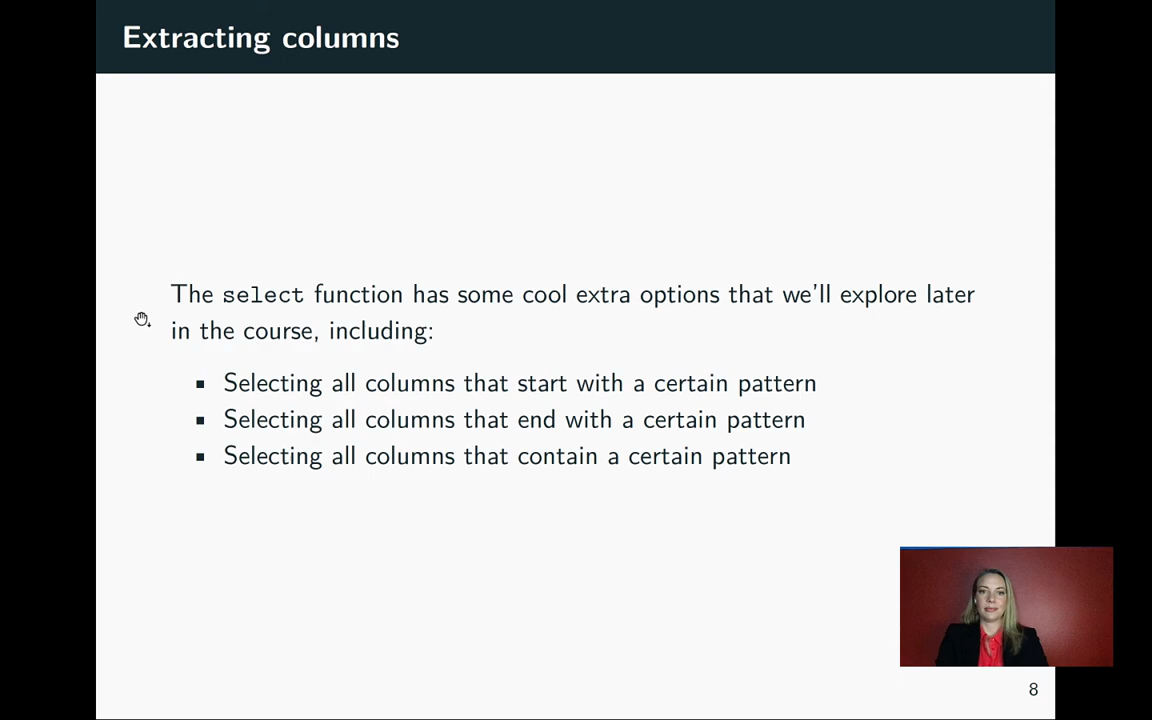 Extracting columns
The select function has some cool extra options that we'll explore later
in the course, including:
▪ Selecting all columns that start with a certain pattern
▪ Selecting all columns that end with a certain pattern
▪ Selecting all columns that contain a certain pattern
8